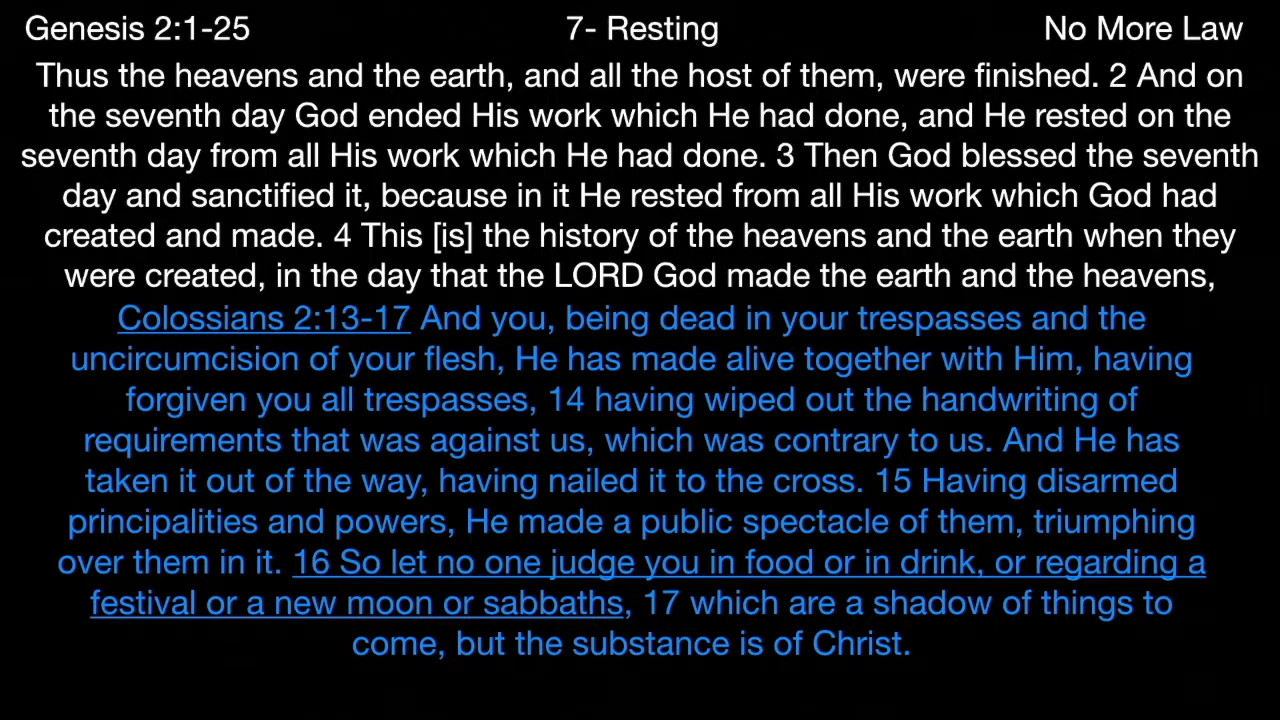 Genesis 2:1-25 7- Resting No More Law
Thus the heavens and the earth, and all the host of them, were finished. 2 And on
the seventh day God ended His work which He had done, and He rested on the
seventh day from all His work which He had done. 3 Then God blessed the seventh
day and sanctified it, because in it He rested from all His work which God had
created and made. 4 This [is] the history of the heavens and the earth when they
were created, in the day that the LORD God made the earth and the heavens,
Colossians 2:13-17 And you, being dead in your trespasses and the
uncircumcision of your flesh, He has made alive together with Him, having
forgiven you all trespasses, 14 having wiped out the handwriting of
requirements that was against us, which was contrary to us. And He has
taken it out of the way, having nailed it to the cross. 15 Having disarmed
principalities and powers, He made a public spectacle of them, triumphing
over them in it. 16 So let no one judge you in food or in drink, or regarding a
festival or a new moon or sabbaths, 17 which are a shadow of things to
come, but the substance is of Christ.